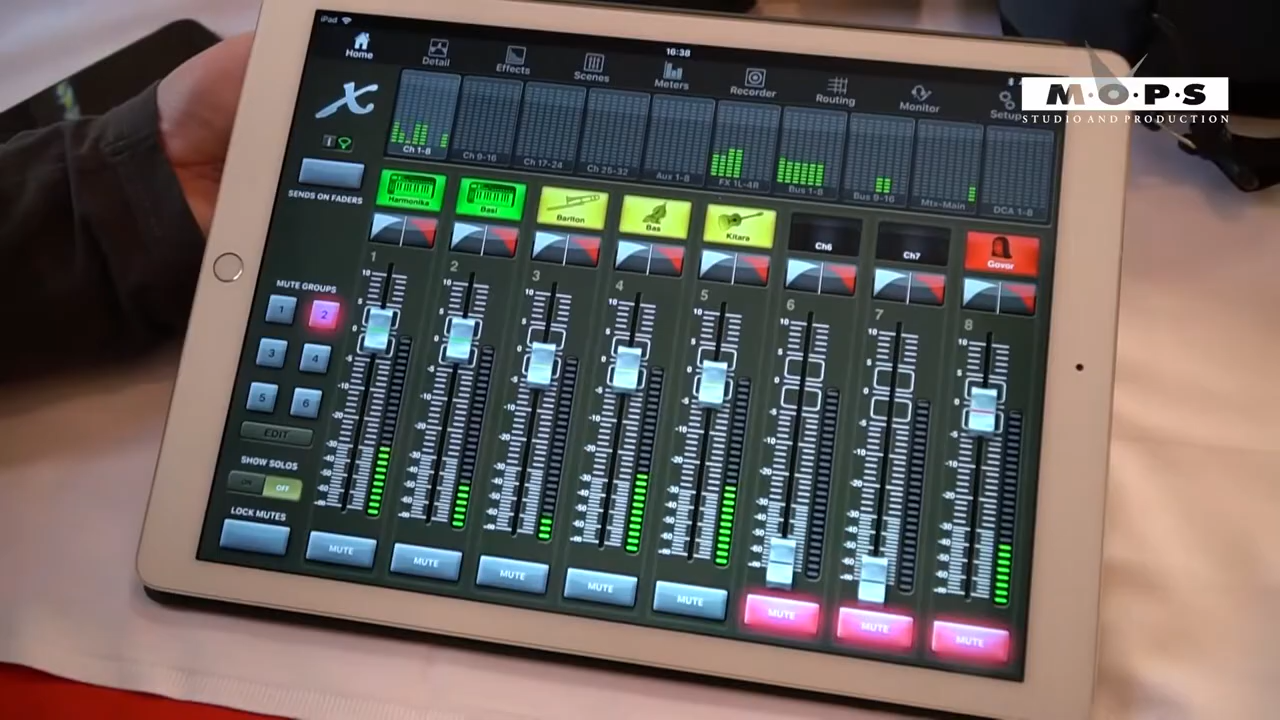 iPad
16:38
Home
Detail
Effects
Scenes
Meters
Recorder
Routing
Monitor
Setup
M·O·P·S
STUDIO AND PRODUCTION
X
Ch 1-8
Ch 9-16
Ch 17-24
Ch 25-32
Aux 1-8
FX 1L-4R
Bus 1-8
Bus 9-16
Mtx-Main
DCA 1-8
SENDS ON FADERS
Harmonika
Basi
Bariton
Bas
Kitara
Ch6
Ch7
Govor
1
2
3
4
5
6
7
8
MUTE GROUPS
1
2
3
4
5
6
EDIT
SHOW SOLOS
ON
OFF
LOCK MUTES
MUTE
MUTE
MUTE
MUTE
MUTE
MUTE
MUTE
MUTE